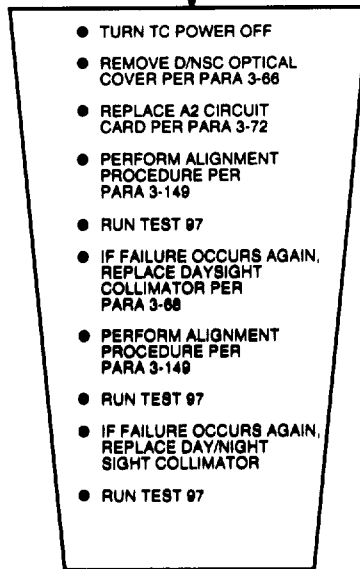 ● TURN TC POWER OFF
● REMOVE D/NSC OPTICAL
COVER PER PARA 3-66
● REPLACE A2 CIRCUIT
CARD PER PARA 3-72
● PERFORM ALIGNMENT
PROCEDURE PER
PARA 3-149
● RUN TEST 97
● IF FAILURE OCCURS AGAIN,
REPLACE DAYSIGHT
COLLIMATOR PER
PARA 3-68
● PERFORM ALIGNMENT
PROCEDURE PER
PARA 3-149
● RUN TEST 97
● IF FAILURE OCCURS AGAIN,
REPLACE DAY/NIGHT
SIGHT COLLIMATOR
● RUN TEST 97